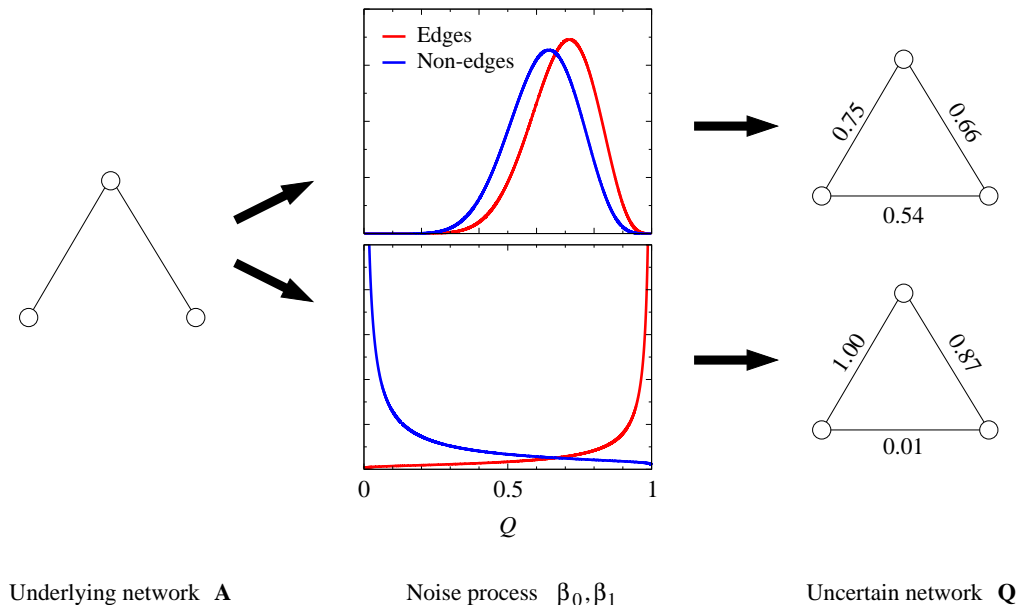 Edges
Non-edges
0.75
0.66
0.54
1.00
0.87
0.01
0 0.5 1
Q
Underlying network A
Noise process β0,β1
Uncertain network Q